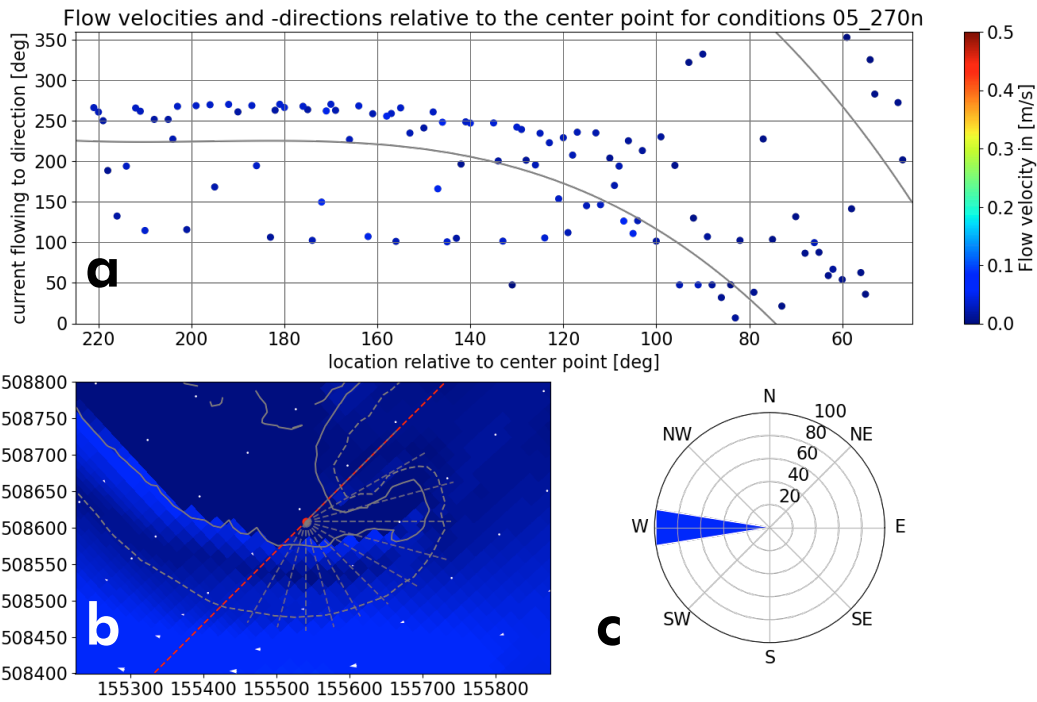 Flow velocities and -directions relative to the center point for conditions 05_270n
current flowing to direction [deg]
350
300
250
200
150
100
50
0
a
220 200 180 160 140 120 100 80 60
location relative to center point [deg]
0.5
0.4
0.3
0.2
0.1
0.0
Flow velocity in [m/s]
508800
508750
508700
508650
508600
508550
508500
508450
508400
b
155300 155400 155500 155600 155700 155800
N
NE
E
SE
S
SW
W
NW
100
80
60
40
20
c